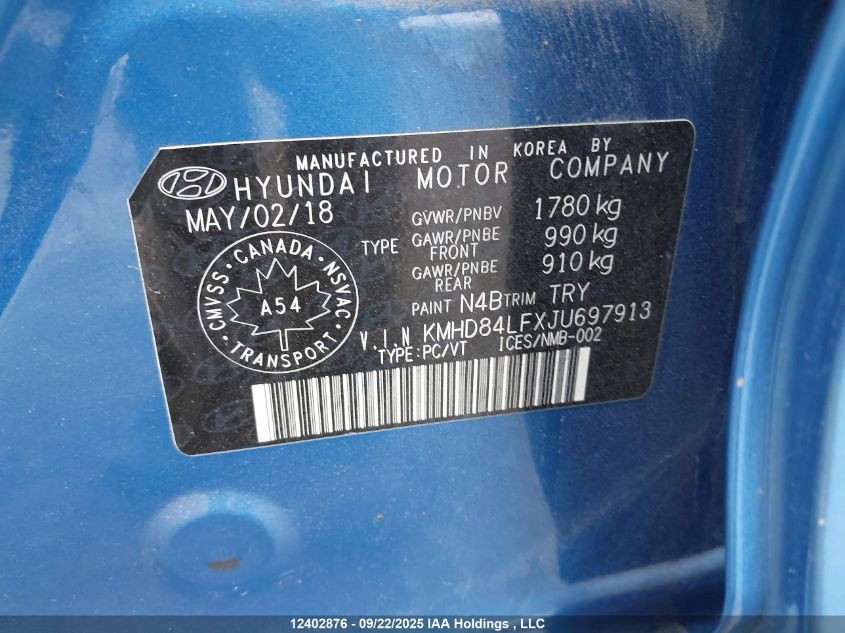 MANUFACTURED IN KOREA BY
HYUNDAI MOTOR COMPANY
MAY/02/18
GVWR/PNBV 1780 kg
TYPE GAWR/PNBE FRONT 990 kg
GAWR/PNBE REAR 910 kg
PAINT N4B TRIM TRY
V.I.N KMHD84LFXJU697913
TYPE:PC/VT ICES/NMB-002
CMVSS · CANADA · NSVAC · TRANSPORT ·
A54
12402876 - 09/22/2025 IAA Holdings , LLC